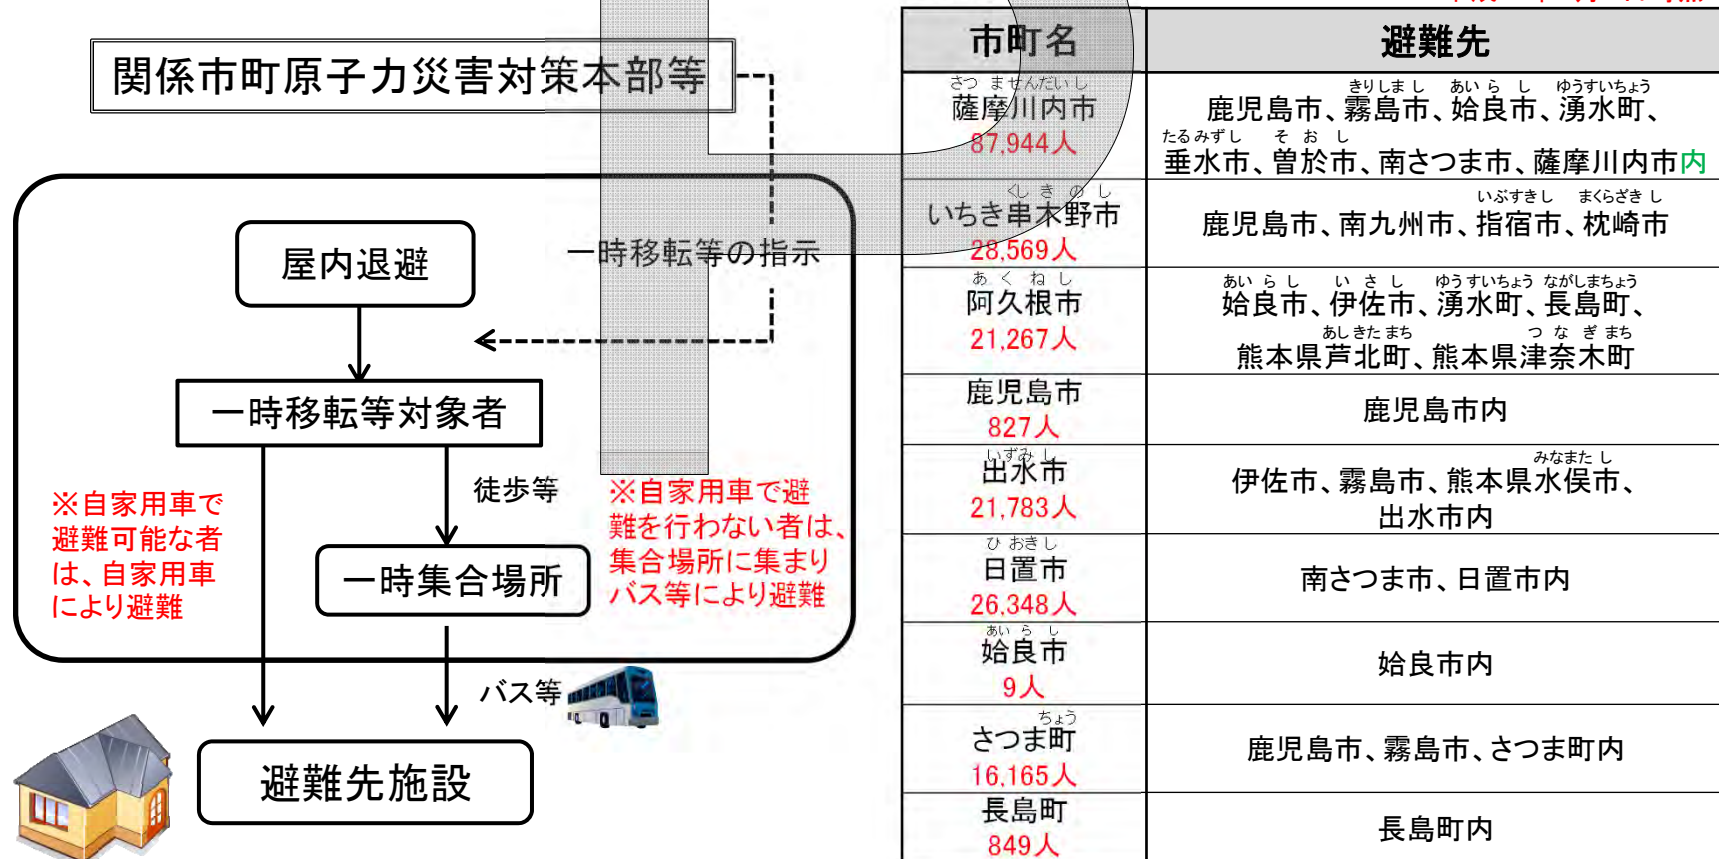 関係市町原子力災害対策本部等
屋内退避
一時移転等の指示
一時移転等対象者
※自家用車で
避難可能な者
は、自家用車
により避難
徒歩等
※自家用車で避
難を行わない者は、
集合場所に集まり
バス等により避難
一時集合場所
バス等
避難先施設
市町名
避難先
さつ ませんだいし
薩摩川内市
87,944人
きりしまし あいらし ゆうすいちょう
鹿児島市、霧島市、姶良市、湧水町、
たるみずし そおし
垂水市、曽於市、南さつま市、薩摩川内市内
くしきのし
いちき串木野市
28,569人
いぶすきし まくらざきし
鹿児島市、南九州市、指宿市、枕崎市
あくねし
阿久根市
21,267人
あいらし いさし ゆうすいちょう ながしまちょう
姶良市、伊佐市、湧水町、長島町、
あしきたまち つなぎまち
熊本県芦北町、熊本県津奈木町
鹿児島市
827人
鹿児島市内
いずみし
出水市
21,783人
みなまたし
伊佐市、霧島市、熊本県水俣市、
出水市内
ひおきし
日置市
26,348人
南さつま市、日置市内
あいらし
姶良市
9人
姶良市内
ちょう
さつま町
16,165人
鹿児島市、霧島市、さつま町内
長島町
849人
長島町内